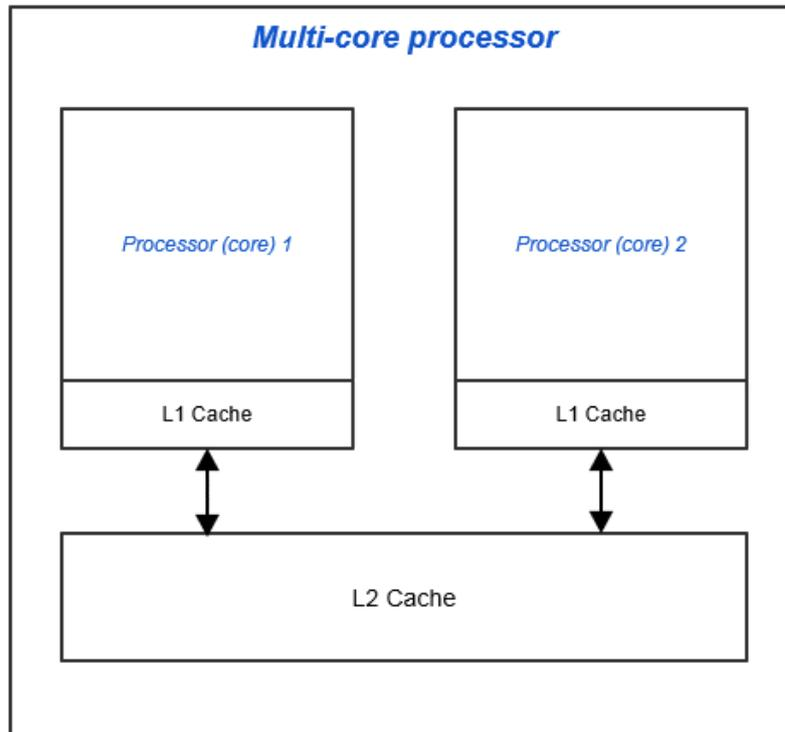 Multi-core processor
Processor (core) 1
Processor (core) 2
L1 Cache
L1 Cache
L2 Cache